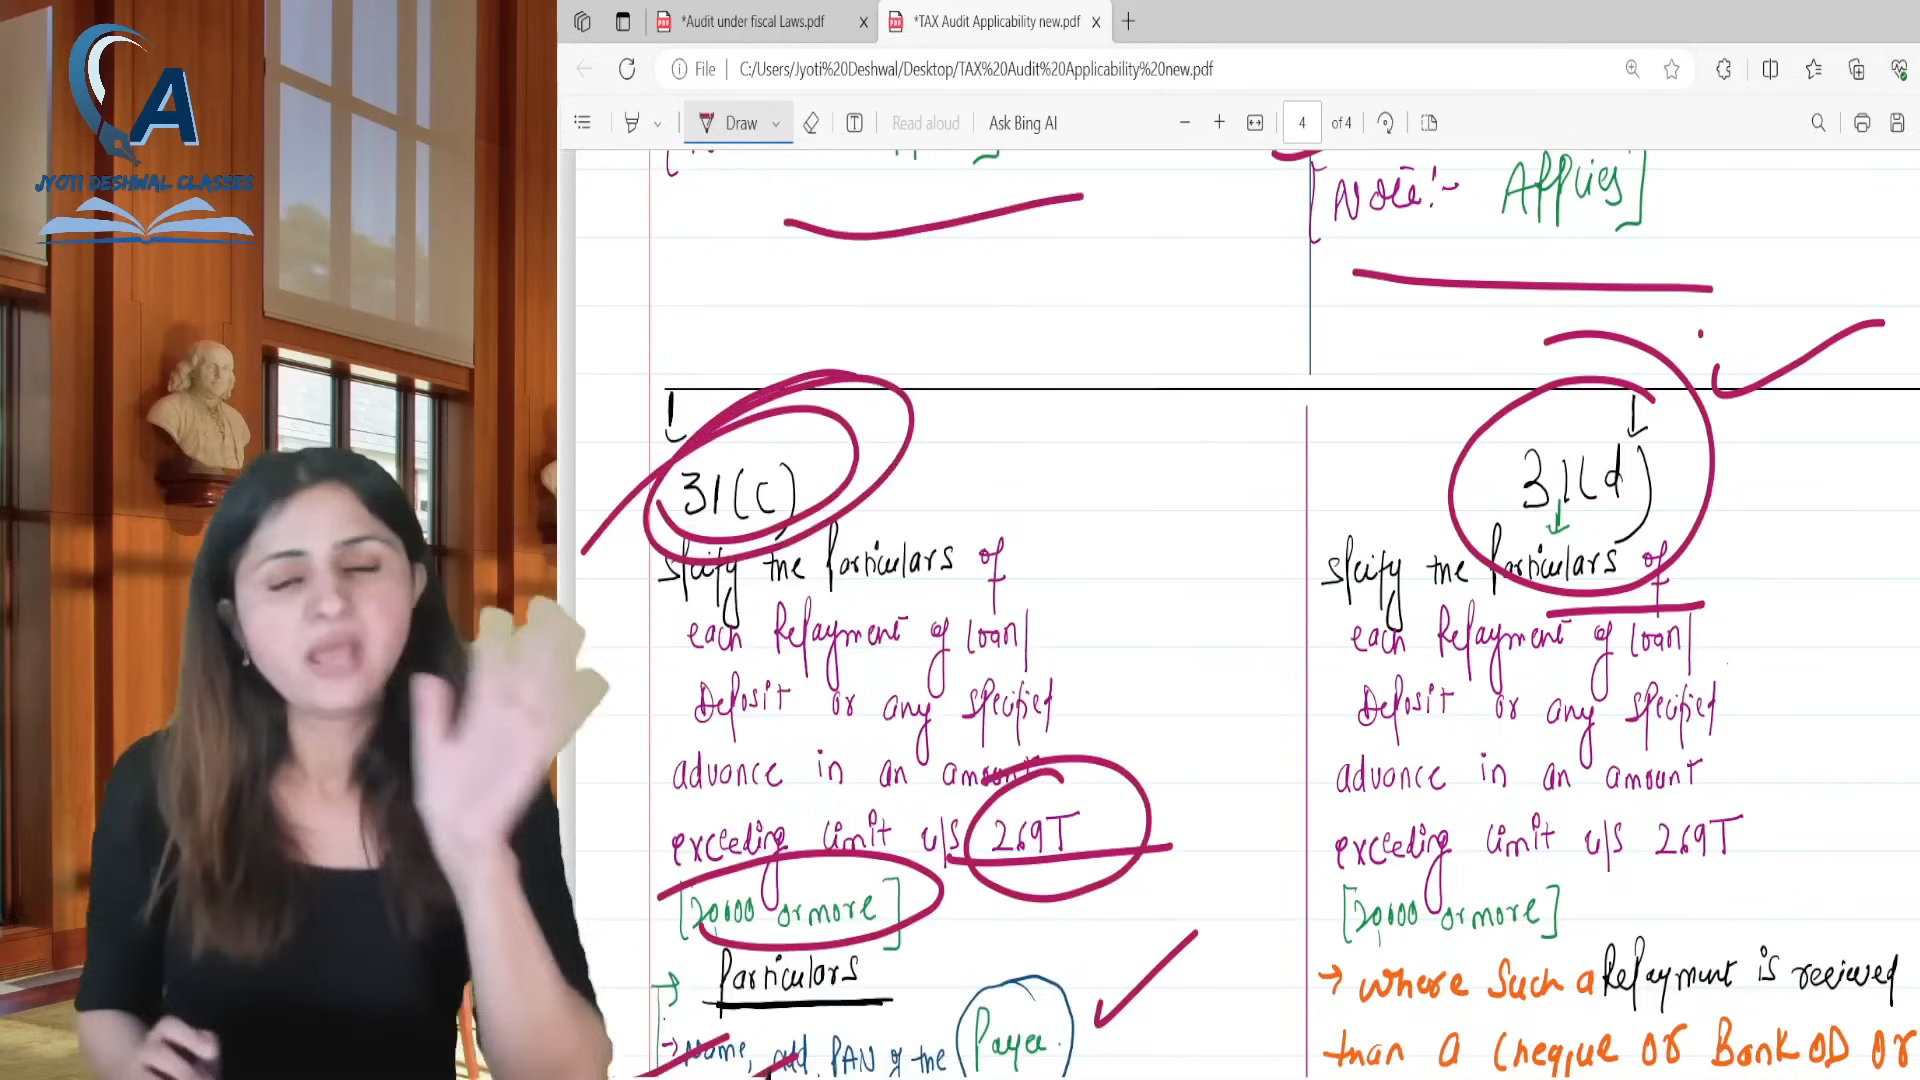 *Audit under fiscal Laws.pdf
*TAX Audit Applicability new.pdf
File
C:/Users/Jyoti%20Deshwal/Desktop/TAX%20Audit%20Applicability%20new.pdf
Draw
Read aloud
Ask Bing AI
4 of 4
A
JYOTI DESHWAL CLASSES
[Note:- Applies]
31(c)
specify the Particulars of
each Repayment of loan/
Deposit or any specified
advance in an amount
exceeding limit u/s 269T
[20,000 or more]
→ Particulars
→ Name, add, PAN of the Payee
31(d)
specify the Particulars of
each Repayment of loan/
Deposit or any specified
advance in an amount
exceeding limit u/s 269T
[20,000 or more]
→ where such a Repayment is received
than a cheque or Bank OD or